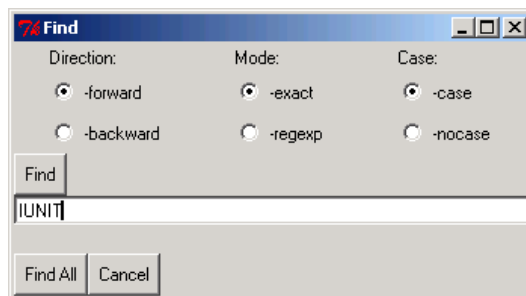 Find
Direction: Mode: Case:
-forward -exact -case
-backward -regexp -nocase
Find
IUNIT
Find All Cancel